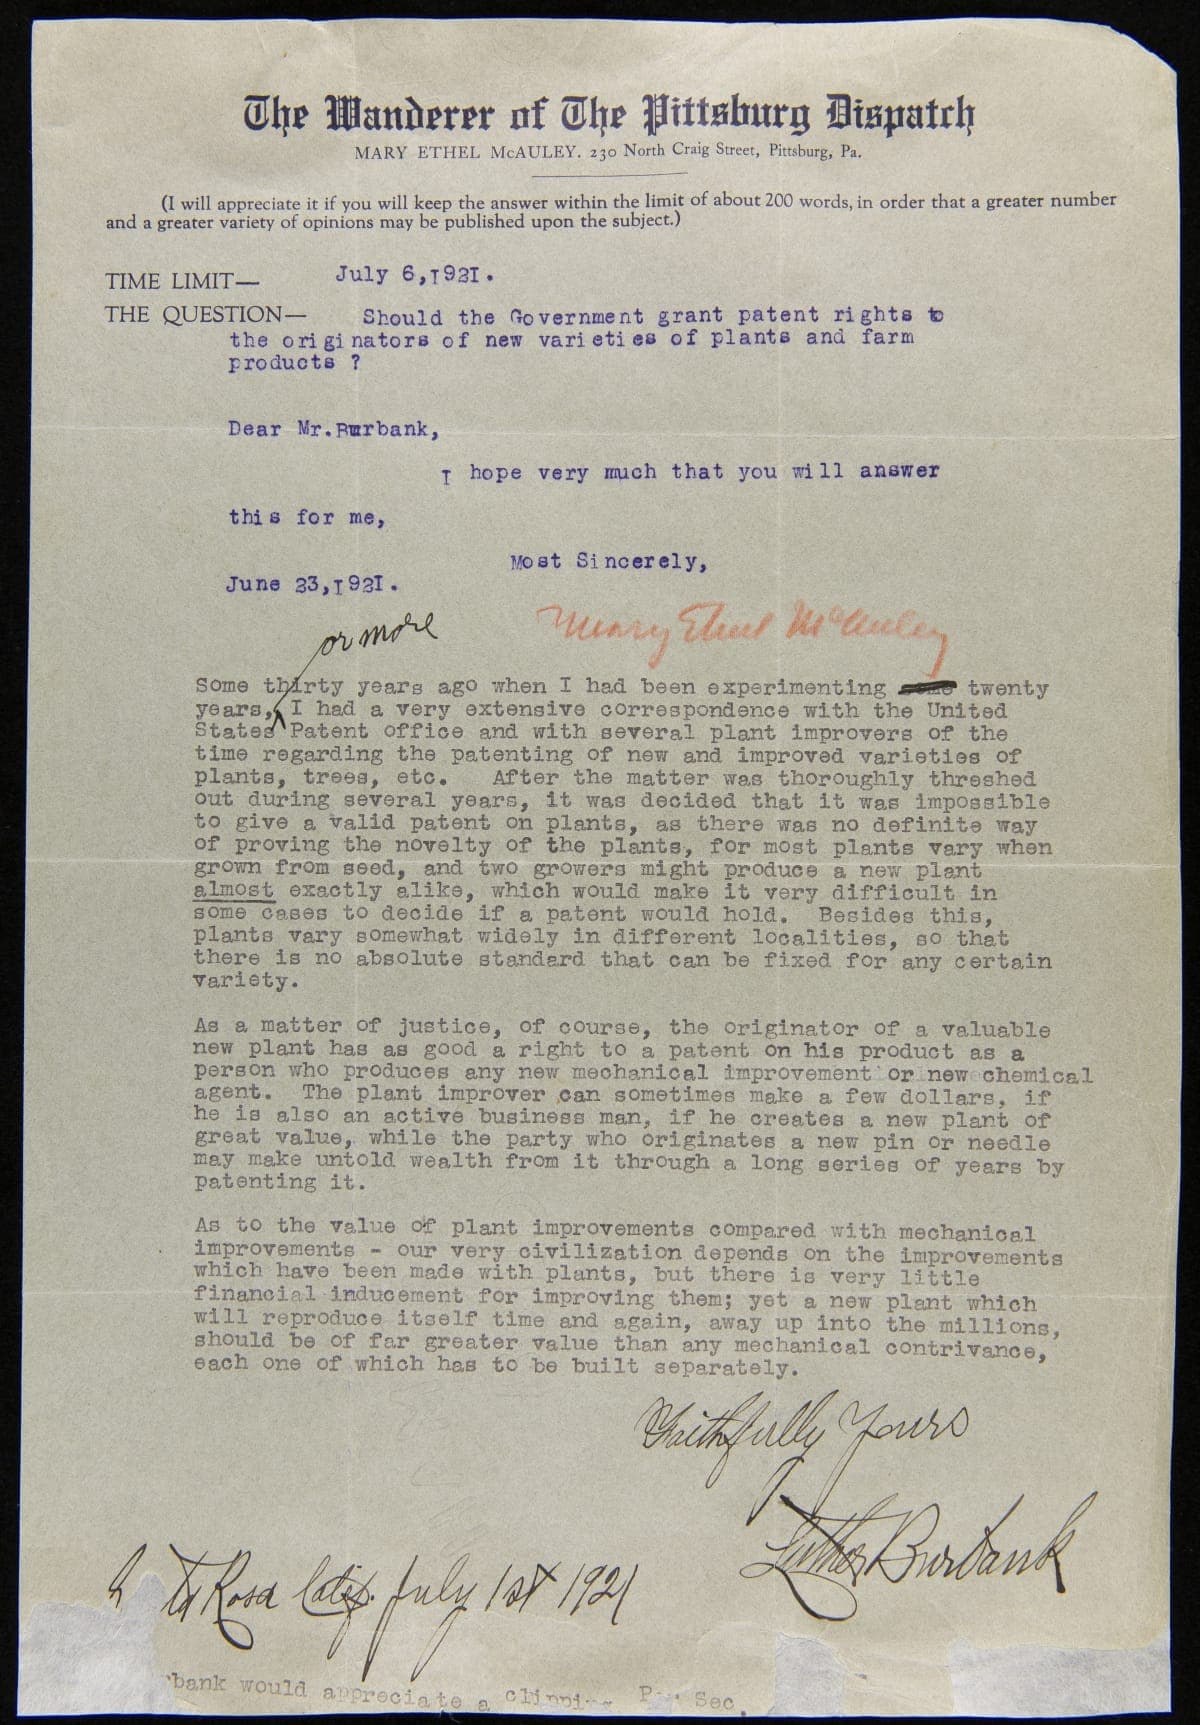 The Wanderer of The Pittsburg Dispatch
MARY ETHEL McAULEY. 230 North Craig Street, Pittsburg, Pa.
(I will appreciate it if you will keep the answer within the limit of about 200 words, in order that a greater number
and a greater variety of opinions may be published upon the subject.)
TIME LIMIT— July 6,1921.
THE QUESTION— Should the Government grant patent rights to
the originators of new varieties of plants and farm
products ?
Dear Mr.Burbank,
I hope very much that you will answer
this for me,
Most Sincerely,
June 23,1921.
Mary Ethel McAuley
or more
Some thirty years ago when I had been experimenting some twenty
years, I had a very extensive correspondence with the United
States Patent office and with several plant improvers of the
time regarding the patenting of new and improved varieties of
plants, trees, etc. After the matter was thoroughly threshed
out during several years, it was decided that it was impossible
to give a valid patent on plants, as there was no definite way
of proving the novelty of the plants, for most plants vary when
grown from seed, and two growers might produce a new plant
almost exactly alike, which would make it very difficult in
some cases to decide if a patent would hold. Besides this,
plants vary somewhat widely in different localities, so that
there is no absolute standard that can be fixed for any certain
variety.
As a matter of justice, of course, the originator of a valuable
new plant has as good a right to a patent on his product as a
person who produces any new mechanical improvement or new chemical
agent. The plant improver can sometimes make a few dollars, if
he is also an active business man, if he creates a new plant of
great value, while the party who originates a new pin or needle
may make untold wealth from it through a long series of years by
patenting it.
As to the value of plant improvements compared with mechanical
improvements - our very civilization depends on the improvements
which have been made with plants, but there is very little
financial inducement for improving them; yet a new plant which
will reproduce itself time and again, away up into the millions,
should be of far greater value than any mechanical contrivance,
each one of which has to be built separately.
Faithfully Yours
Luther Burbank
ta Rosa Calif. July 1st 1921
rbank would appreciate a Sec.